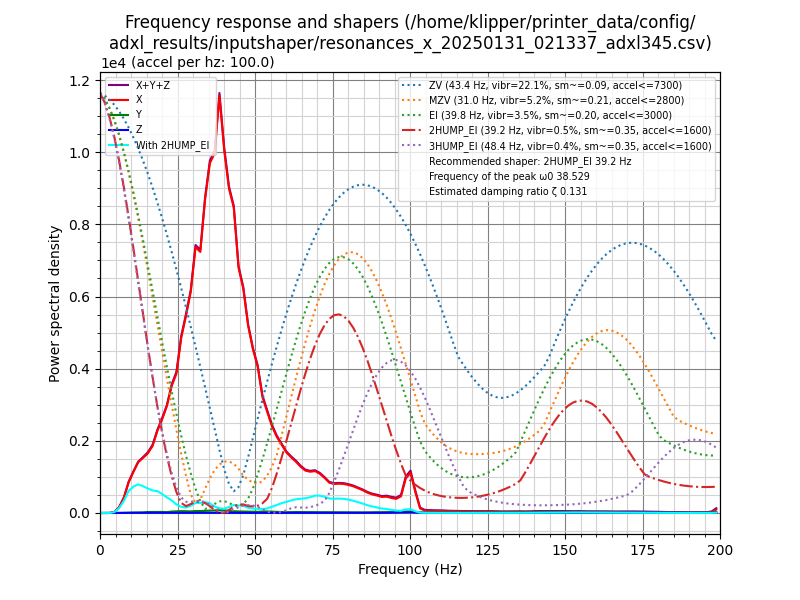 Frequency response and shapers (/home/klipper/printer_data/config/
adxl_results/inputshaper/resonances_x_20250131_021337_adxl345.csv)
1e4 (accel per hz: 100.0)
X+Y+Z
X
Y
Z
With 2HUMP_EI
ZV (43.4 Hz, vibr=22.1%, sm~=0.09, accel<=7300)
MZV (31.0 Hz, vibr=5.2%, sm~=0.21, accel<=2800)
EI (39.8 Hz, vibr=3.5%, sm~=0.20, accel<=3000)
2HUMP_EI (39.2 Hz, vibr=0.5%, sm~=0.35, accel<=1600)
3HUMP_EI (48.4 Hz, vibr=0.4%, sm~=0.35, accel<=1600)
Recommended shaper: 2HUMP_EI 39.2 Hz
Frequency of the peak ω0 38.529
Estimated damping ratio ζ 0.131
Power spectral density
1.2
1.0
0.8
0.6
0.4
0.2
0.0
0 25 50 75 100 125 150 175 200
Frequency (Hz)